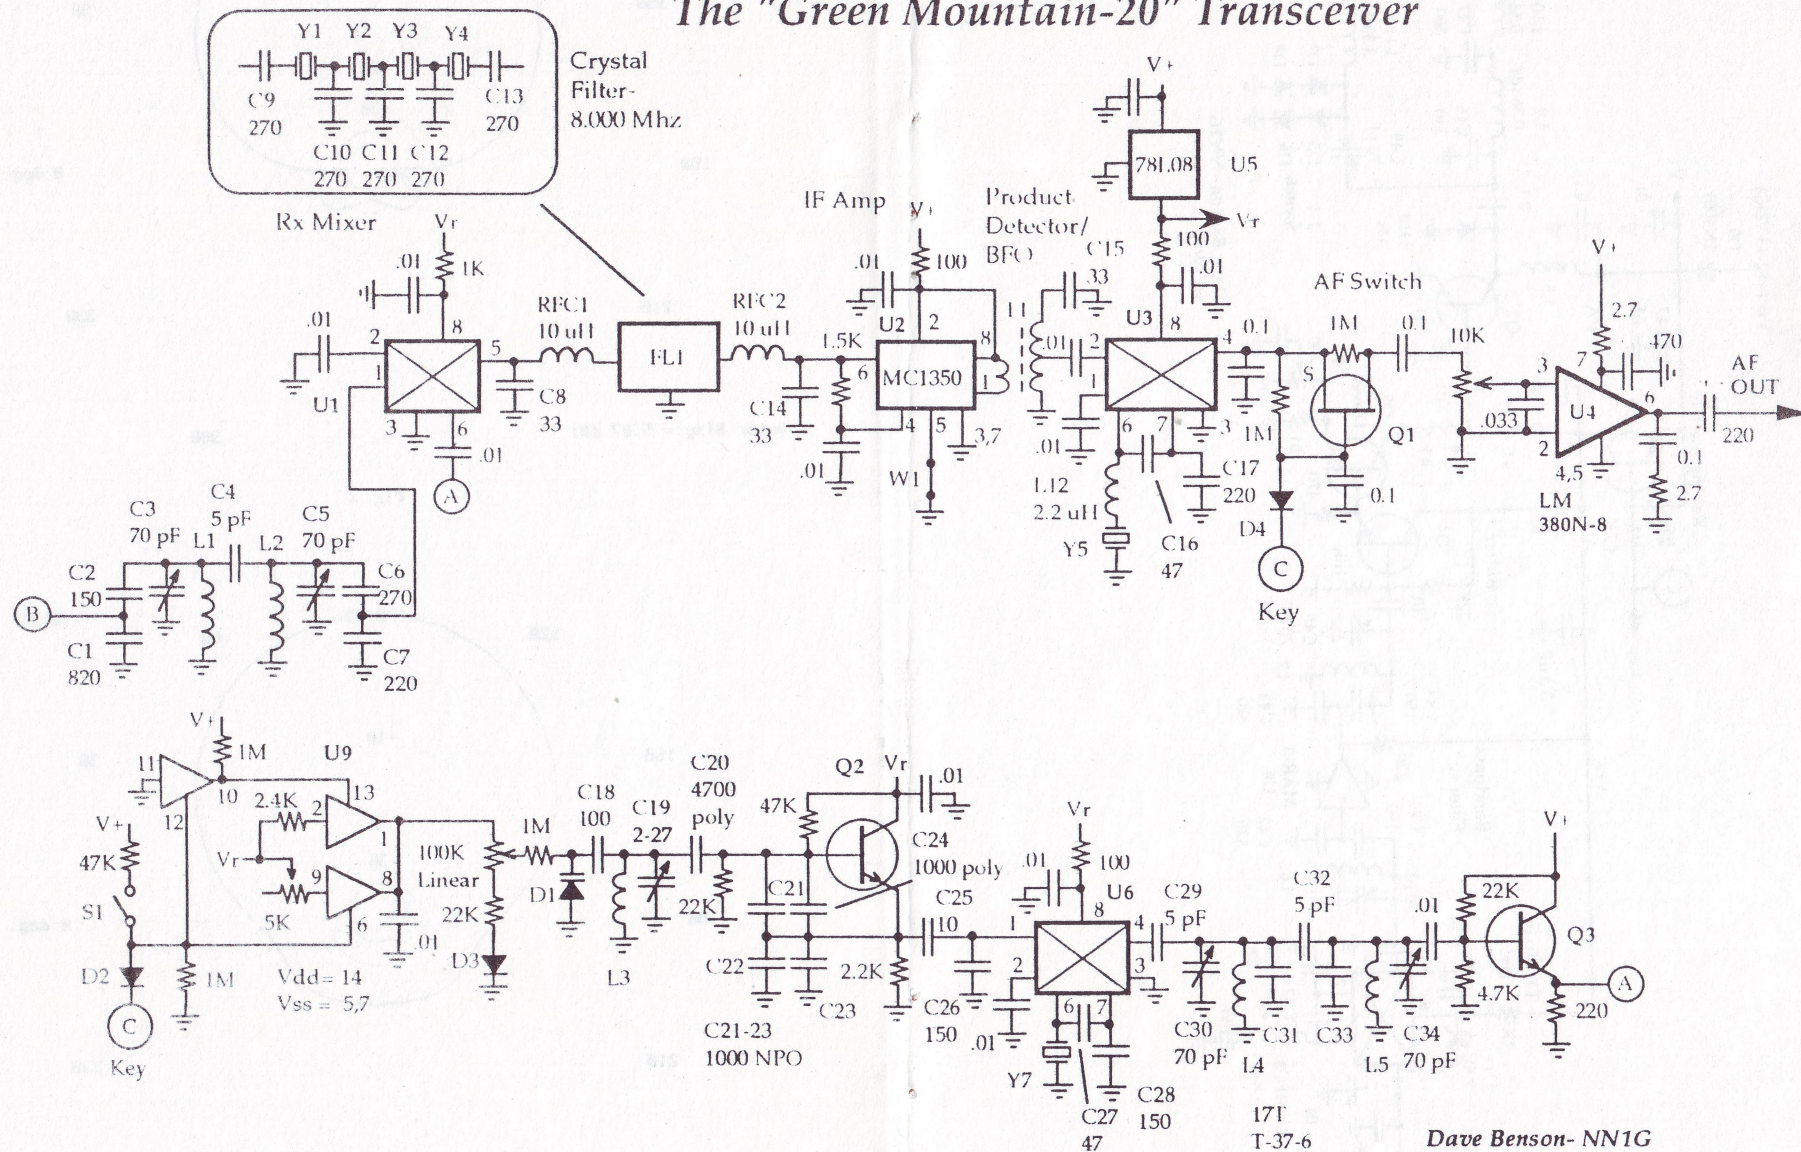 The "Green Mountain-20" Transceiver
Y1 Y2 Y3 Y4
C9
270
C13
270
C10 C11 C12
270 270 270
Crystal
Filter-
8.000 Mhz
Rx Mixer
Vr
.01
1K
.01
2
1
8
5
U1
3
6
.01
A
RFC1
10 uH
C8
33
FL1
RFC2
10 uH
C14
33
IF Amp
V+
.01
100
U2
2
8
1.5K
6
MC1350
1
4
5
3,7
.01
W1
Product
Detector/
BFO
T1
C15
33
.01
V+
78L08
U5
Vr
100
.01
U3
8
2
1
4
6
7
3
.01
L12
2.2 uH
Y5
C16
47
C17
220
0.1
1M
D4
C
Key
AF Switch
1M
S
Q1
0.1
0.1
10K
.033
V+
2.7
470
3
7
2
U4
6
4,5
LM
380N-8
0.1
2.7
220
AF
OUT
B
C2
150
C1
820
C3
70 pF
L1
C4
5 pF
L2
C5
70 pF
C6
270
C7
220
V+
1M
U9
11
10
12
13
2.4K
2
1
V+
47K
Vr
9
8
5K
6
S1
.01
D2
1M
Vdd= 14
Vss = 5,7
C
Key
100K
Linear
22K
D3
1M
D1
C18
100
L3
C19
2-27
C20
4700
poly
22K
47K
Q2
Vr
.01
C21
C22
C23
C24
1000 poly
2.2K
C21-23
1000 NPO
C25
10
C26
150
Vr
.01
100
U6
1
8
4
2
3
6
7
.01
Y7
C27
47
C28
150
C29
5 pF
C30
70 pF
L4
C31
C32
5 pF
C33
L5
C34
70 pF
.01
17T
T-37-6
V+
22K
Q3
4.7K
220
A
Dave Benson- NN1G